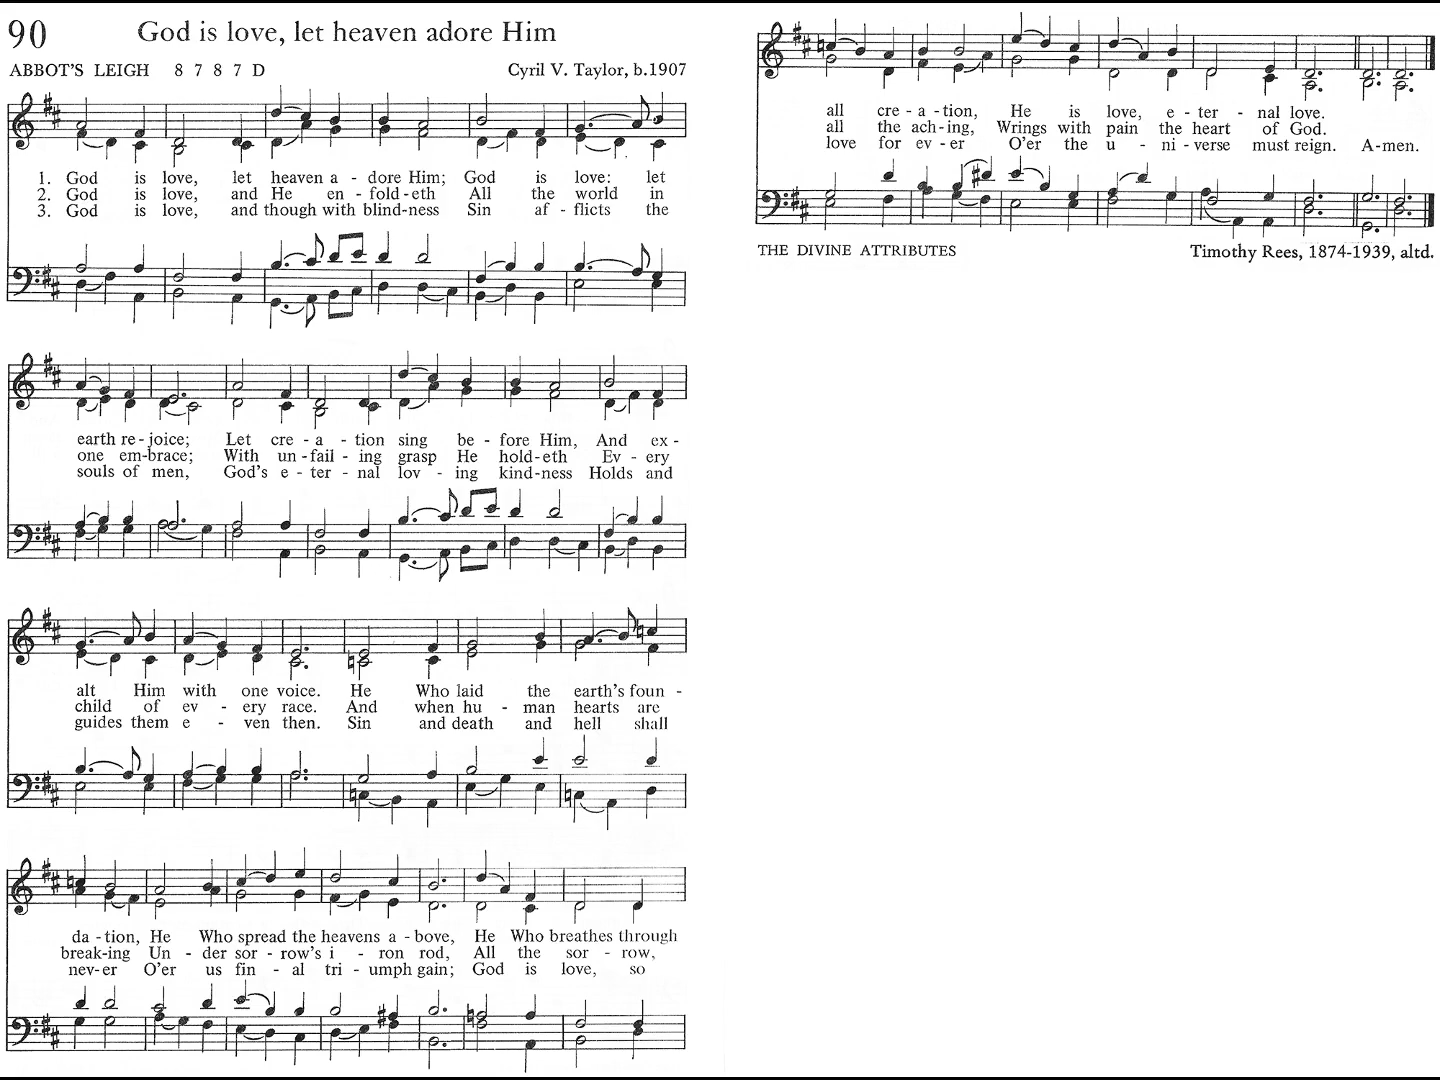 90 God is love, let heaven adore Him
ABBOT'S LEIGH 8 7 8 7 D Cyril V. Taylor, b.1907
1. God is love, let heaven a - dore Him; God is love: let
2. God is love, and He en - fold - eth All the world in
3. God is love, and though with blind-ness Sin af - flicts the
earth re - joice; Let cre - a - tion sing be - fore Him, And ex -
one em-brace; With un - fail - ing grasp He hold-eth Ev - ery
souls of men, God's e - ter - nal lov - ing kind-ness Holds and
alt Him with one voice. He Who laid the earth's foun -
child of ev - ery race. And when hu - man hearts are
guides them e - ven then. Sin and death and hell shall
da - tion, He Who spread the heavens a - bove, He Who breathes through
break-ing Un - der sor - row's i - ron rod, All the sor - row,
nev-er O'er us fin - al tri - umph gain; God is love, so
all cre - a - tion, He is love, e - ter - nal love.
all the ach - ing, Wrings with pain the heart of God.
love for ev - er O'er the u - ni - verse must reign. A-men.
THE DIVINE ATTRIBUTES Timothy Rees, 1874-1939, altd.